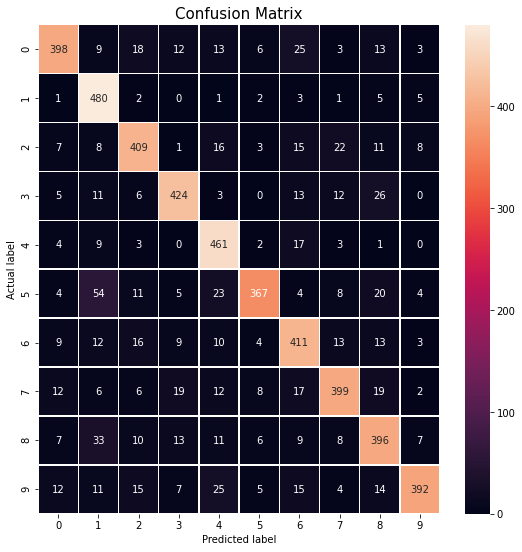 Confusion Matrix
0 398 9 18 12 13 6 25 3 13 3
1 1 480 2 0 1 2 3 1 5 5
2 7 8 409 1 16 3 15 22 11 8
3 5 11 6 424 3 0 13 12 26 0
4 4 9 3 0 461 2 17 3 1 0
5 4 54 11 5 23 367 4 8 20 4
6 9 12 16 9 10 4 411 13 13 3
7 12 6 6 19 12 8 17 399 19 2
8 7 33 10 13 11 6 9 8 396 7
9 12 11 15 7 25 5 15 4 14 392
0 1 2 3 4 5 6 7 8 9
Predicted label
Actual label
400
300
200
100
0